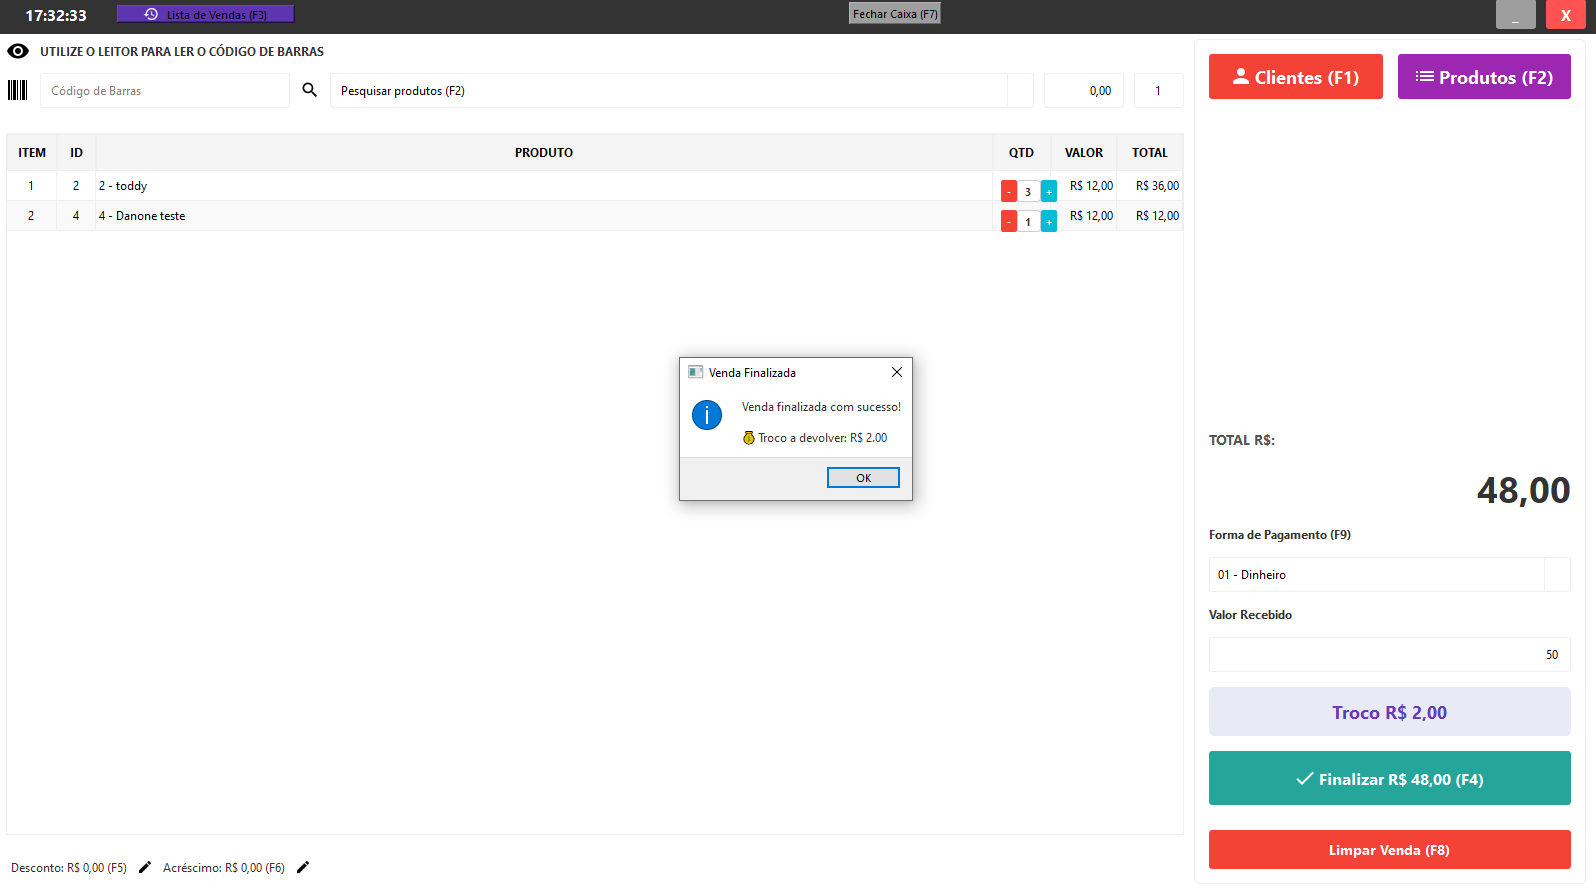 17:32:33
Lista de Vendas (F3)
Fechar Caixa (F7)
_
X
UTILIZE O LEITOR PARA LER O CÓDIGO DE BARRAS
Código de Barras
Pesquisar produtos (F2)
0,00
1
ITEM ID PRODUTO QTD VALOR TOTAL
1 2 2 - toddy - 3 + R$ 12,00 R$ 36,00
2 4 4 - Danone teste - 1 + R$ 12,00 R$ 12,00
Venda Finalizada
Venda finalizada com sucesso!
Troco a devolver: R$ 2.00
OK
Desconto: R$ 0,00 (F5)
Acréscimo: R$ 0,00 (F6)
Clientes (F1)
Produtos (F2)
TOTAL R$:
48,00
Forma de Pagamento (F9)
01 - Dinheiro
Valor Recebido
50
Troco R$ 2,00
Finalizar R$ 48,00 (F4)
Limpar Venda (F8)